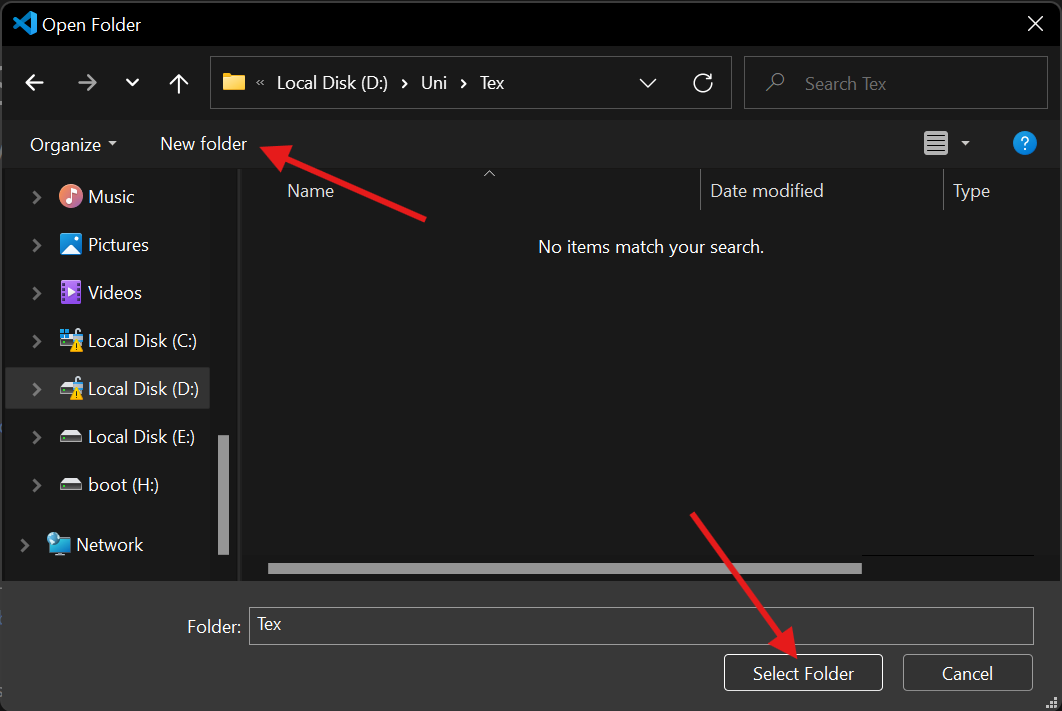 Open Folder
« Local Disk (D:) › Uni › Tex
Search Tex
Organize
New folder
?
Name
Date modified
Type
No items match your search.
Music
Pictures
Videos
Local Disk (C:)
Local Disk (D:)
Local Disk (E:)
boot (H:)
Network
Folder: Tex
Select Folder
Cancel